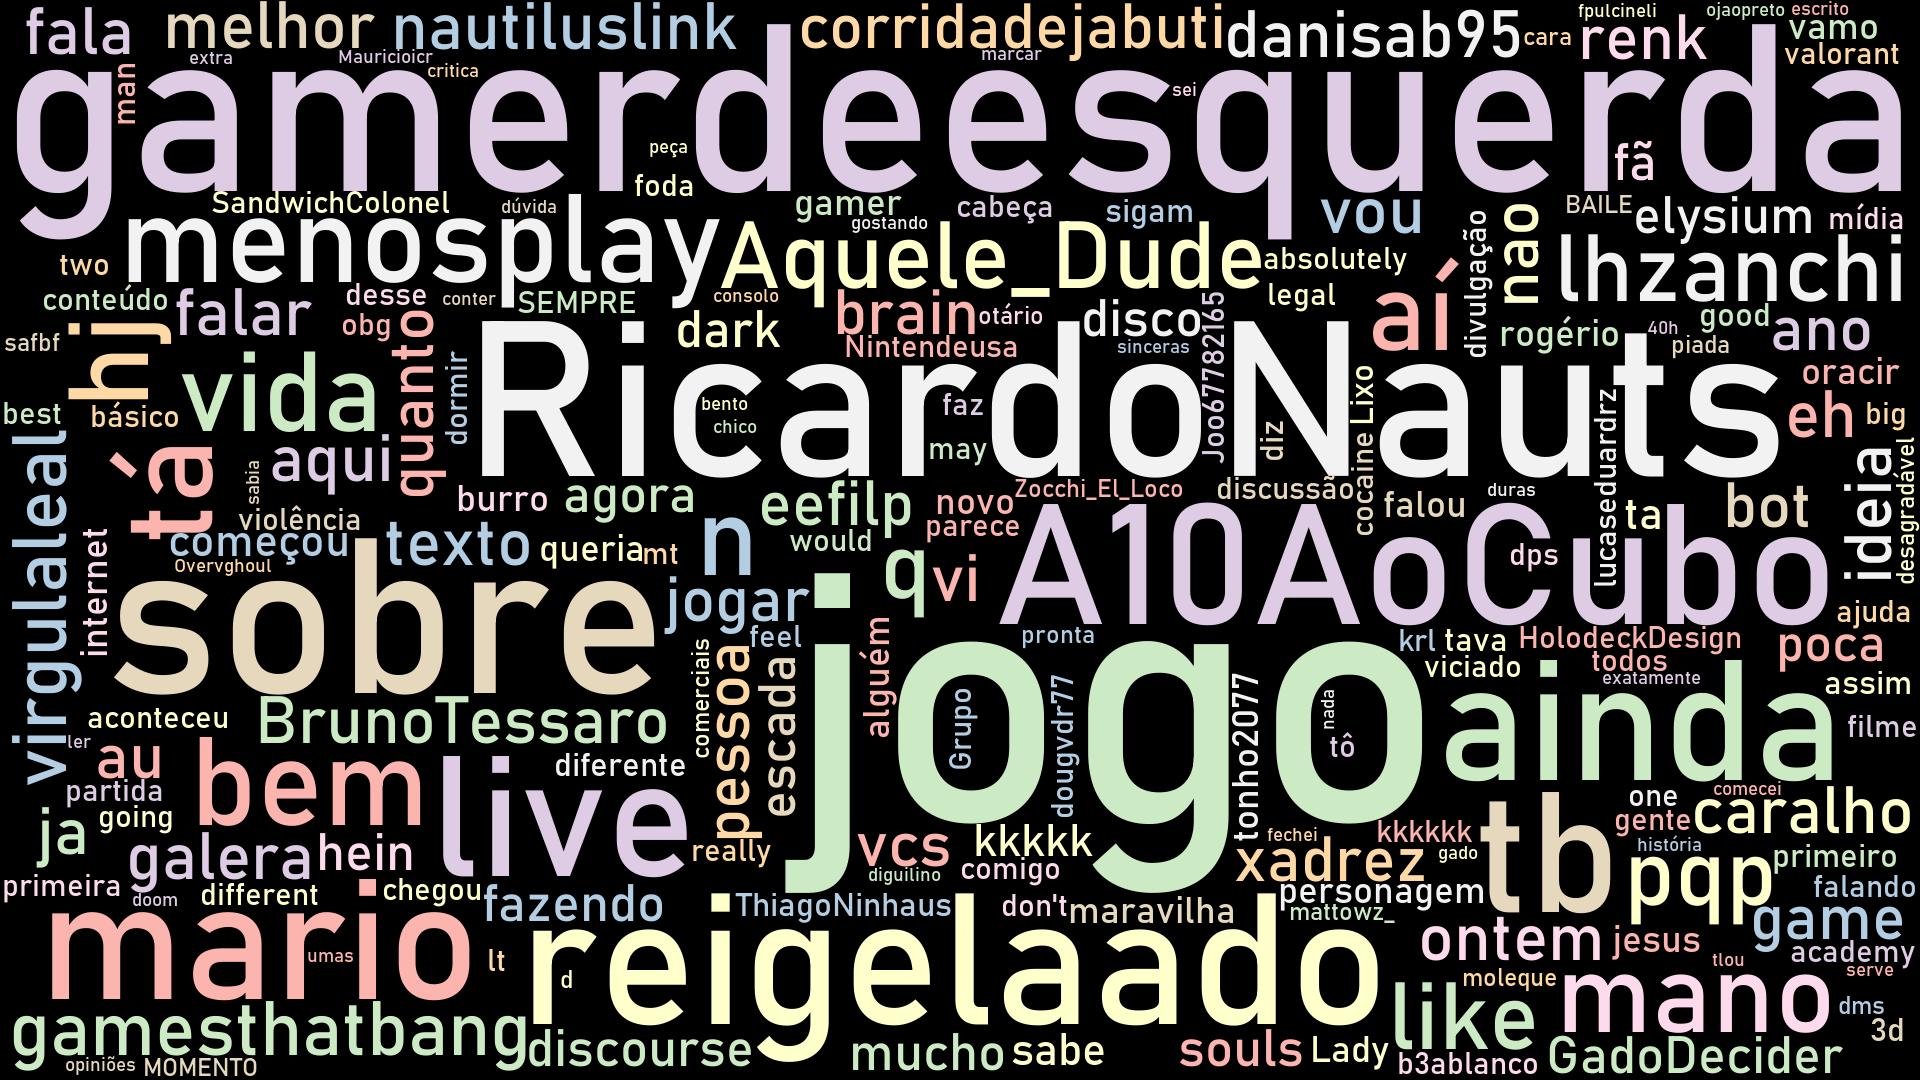 fala melhor nautiluslink corridadejabuti danisab95 cara fpulcineli renk ojaopreto escrito vamo
man extra Mauricioicr critica marcar valorant
gamerdeesquerda
sei
peça
fã
foda
SandwichColonel dúvida gamer cabeça sigam vou BAILE elysium mídia
gostando
menosplay Aquele_Dude absolutely divulgação nao lhzanchi
two
conteúdo falar desse conter SEMPRE consolo brain otário disco legal aí
obg quanto dark Nintendeusa sinceras Joo67782165 rogério 40h good ano
safbf hj piada
vida dormir RicardoNauts oracir
best básico bento faz Lixo eh big
chico
diz
tá aqui may cocaine lucaseduardrz ideia desagradável
virgulaleal sabia burro agora eefilp novo Zocchi_El_Loco discussão falou duras ta bot
violência parece
internet começou texto queria mt n would q vi A10AoCubo dps
Overvghoul
sobre jogar ajuda
feel jogo pronta krl tava HolodeckDesign poca
comerciais pessoa escada alguém viciado todos
exatamente assim
aconteceu BrunoTessaro Grupo dougvdr77 tonho2077 nada ainda filme
ler au tô
bem live diferente
partida comecei
ja going one caralho
galera hein really vcs kkkkk fechei kkkkkk tb gente
comigo xadrez gado história primeiro
primeira diguilino pqp
doom different chegou fazendo ThiagoNinhaus don't maravilha personagem falando
mattowz_ game
mario reigelaado ontem jesus academy
umas lt tlou serve
d moleque
like mano dms
3d
gamesthatbang discourse mucho sabe souls Lady b3ablanco GadoDecider
opiniões MOMENTO